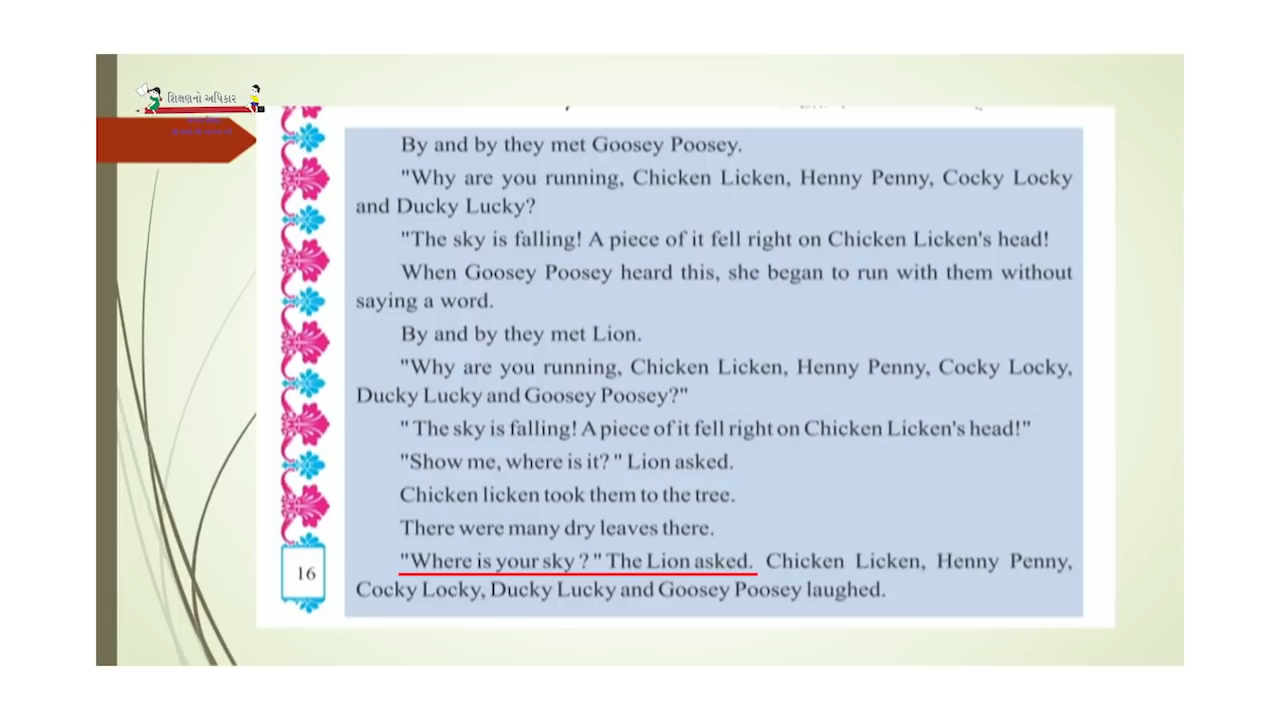 શિક્ષણનો અધિકાર
By and by they met Goosey Poosey.
"Why are you running, Chicken Licken, Henny Penny, Cocky Locky
and Ducky Lucky?
"The sky is falling! A piece of it fell right on Chicken Licken's head!
When Goosey Poosey heard this, she began to run with them without
saying a word.
By and by they met Lion.
"Why are you running, Chicken Licken, Henny Penny, Cocky Locky,
Ducky Lucky and Goosey Poosey?"
" The sky is falling! A piece of it fell right on Chicken Licken's head!"
"Show me, where is it? " Lion asked.
Chicken licken took them to the tree.
There were many dry leaves there.
"Where is your sky ? " The Lion asked. Chicken Licken, Henny Penny,
Cocky Locky, Ducky Lucky and Goosey Poosey laughed.
16